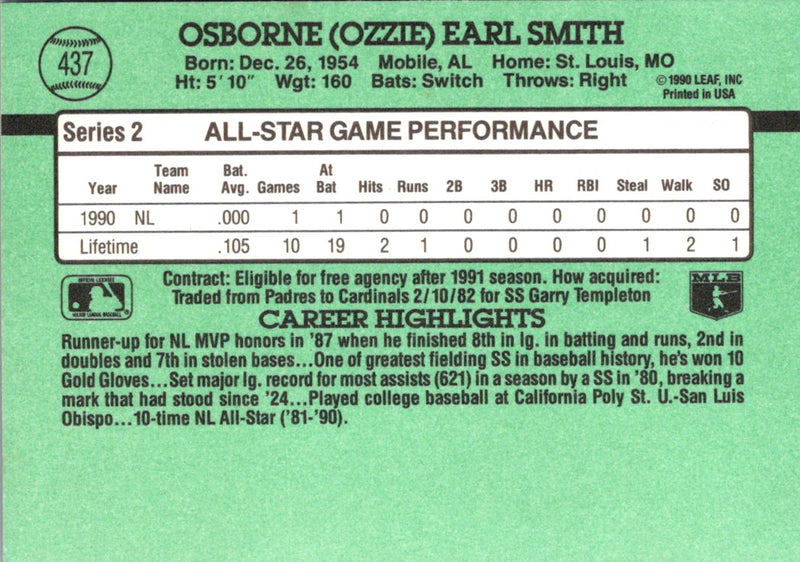 437
OSBORNE (OZZIE) EARL SMITH
Born: Dec. 26, 1954 Mobile, AL Home: St. Louis, MO
Ht: 5' 10" Wgt: 160 Bats: Switch Throws: Right
© 1990 LEAF, INC
Printed in USA
Series 2 ALL-STAR GAME PERFORMANCE
Year Team Name Bat. Avg. Games At Bat Hits Runs 2B 3B HR RBI Steal Walk SO
1990 NL .000 1 1 0 0 0 0 0 0 0 0 0
Lifetime .105 10 19 2 1 0 0 0 0 1 2 1
Contract: Eligible for free agency after 1991 season. How acquired:
Traded from Padres to Cardinals 2/10/82 for SS Garry Templeton
MLB
CAREER HIGHLIGHTS
Runner-up for NL MVP honors in '87 when he finished 8th in lg. in batting and runs, 2nd in
doubles and 7th in stolen bases...One of greatest fielding SS in baseball history, he's won 10
Gold Gloves...Set major lg. record for most assists (621) in a season by a SS in '80, breaking a
mark that had stood since '24...Played college baseball at California Poly St. U.-San Luis
Obispo...10-time NL All-Star ('81-'90).